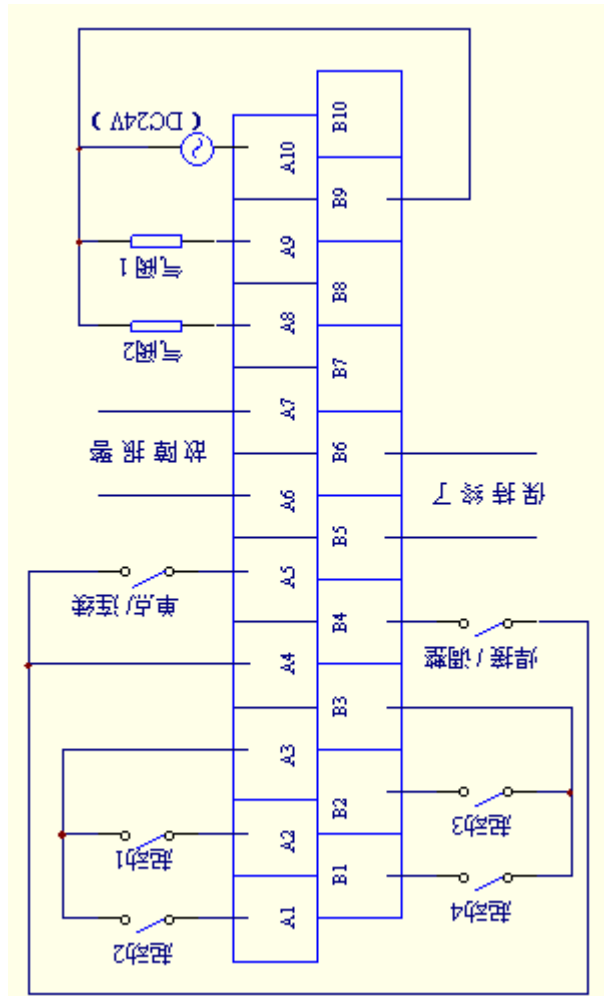 B10
( DC24V )
A10
B9
A9
气阀 1
B8
A8
气阀2
B7
A7
故 障 报 警
B6
保 持 终 了
A6
B5
A5
单点 /连续
B4
焊接 / 调整
A4
B3
A3
B2
起动3
A2
起动1
B1
起动4
A1
起动2